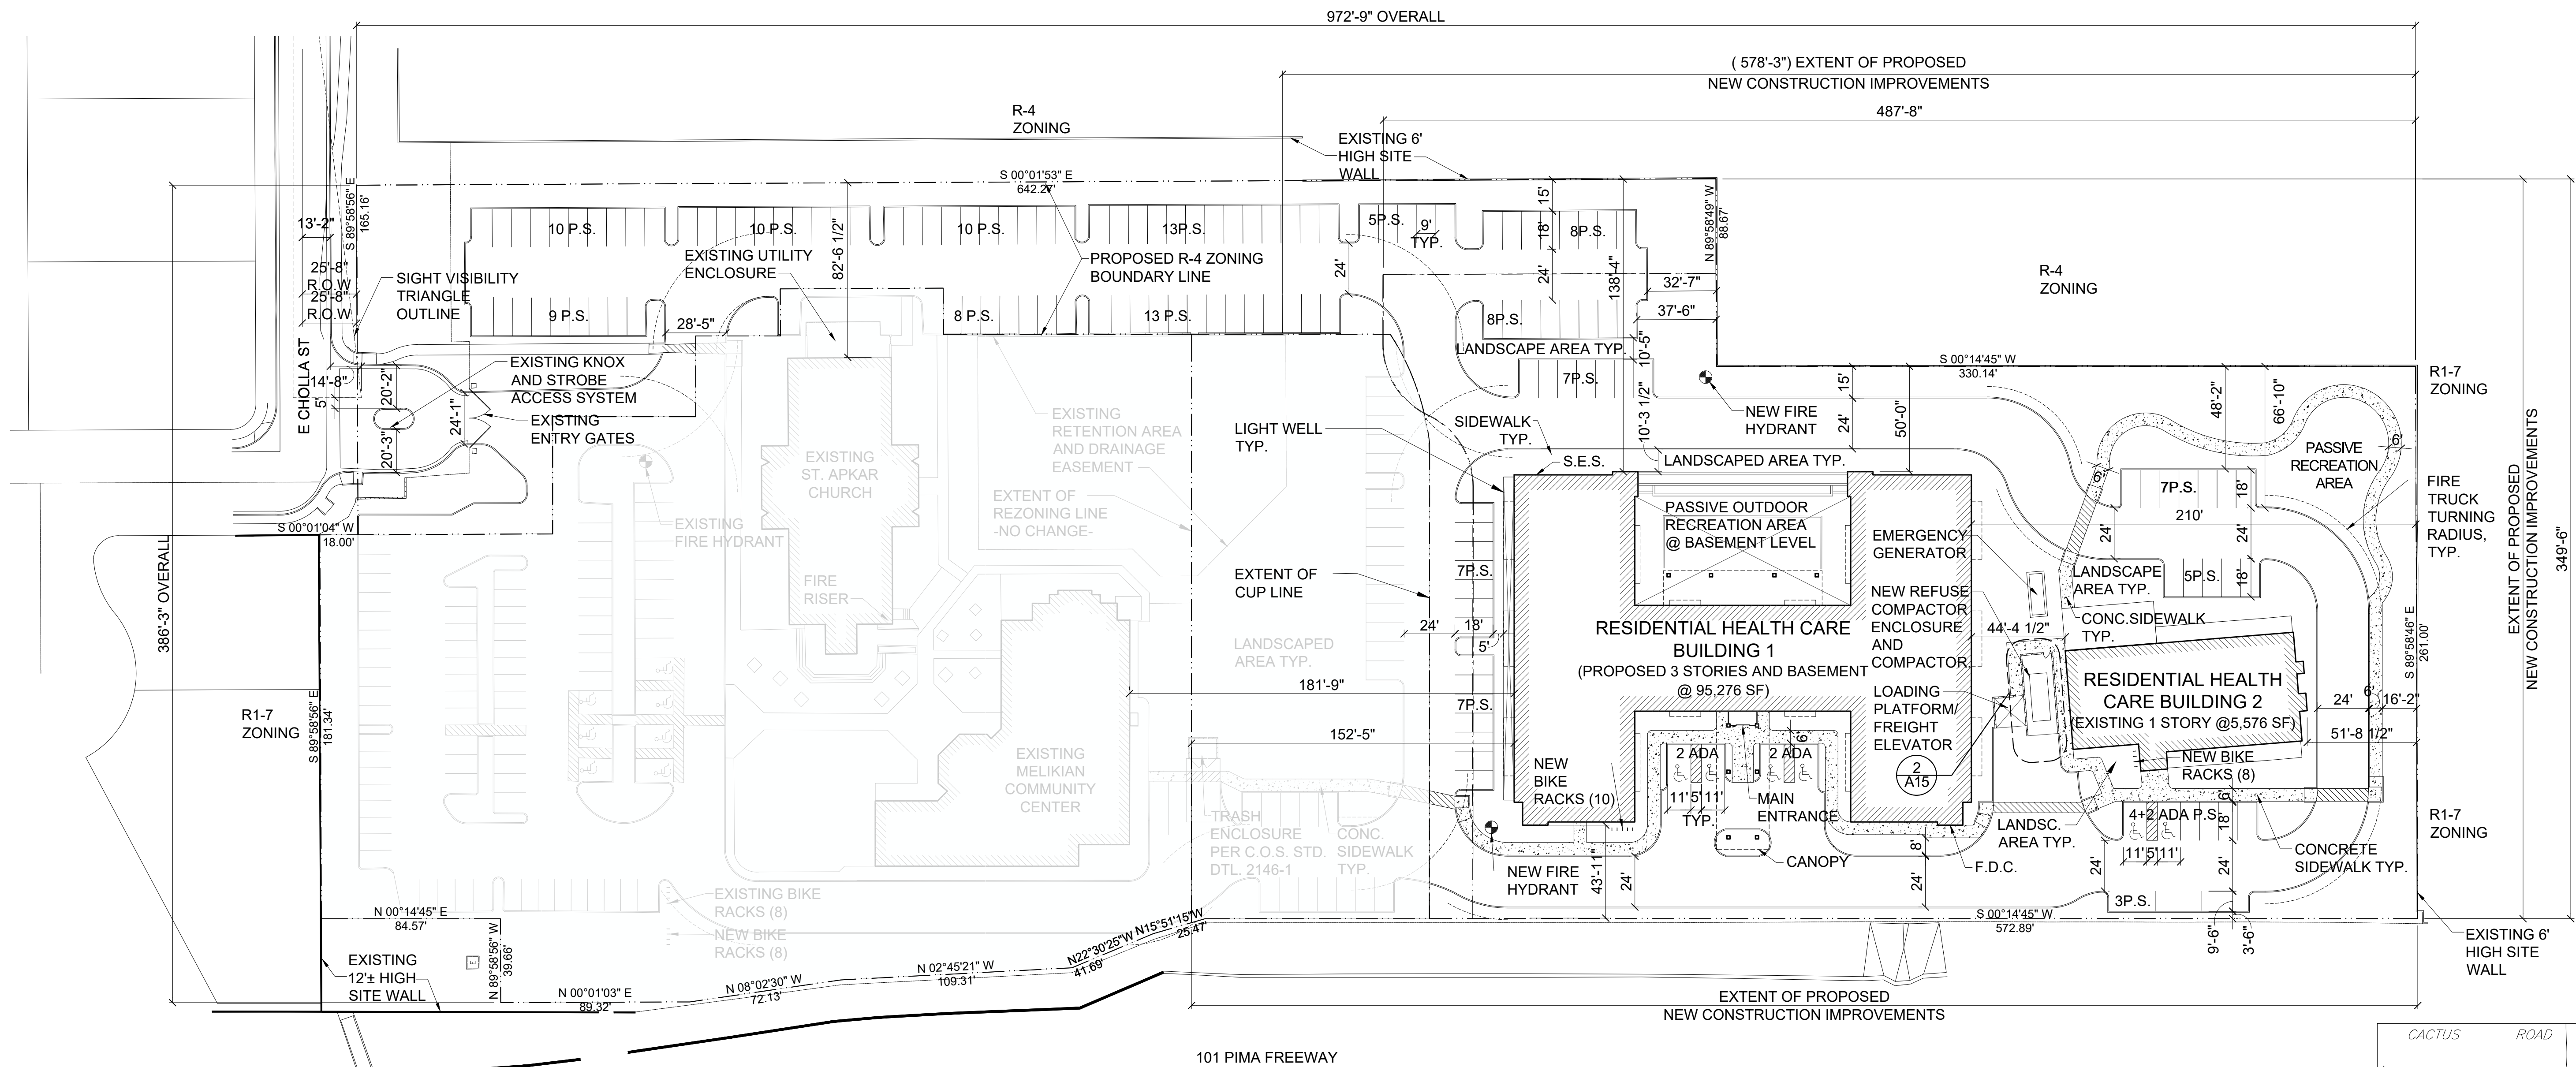 972'-9" OVERALL
( 578'-3") EXTENT OF PROPOSED
NEW CONSTRUCTION IMPROVEMENTS
487'-8"
R-4
ZONING
EXISTING 6'
HIGH SITE
WALL
S 00°01'53" E
642.27'
S 89°58'56" E
165.16'
13'-2"
25'-8"
R.O.W
25'-8"
R.O.W
SIGHT VISIBILITY
TRIANGLE
OUTLINE
10 P.S.
10 P.S.
10 P.S.
13P.S.
5P.S.
9'
TYP.
15'
18'
8P.S.
24'
24'
138'-4"
N 89°58'49" W
88.67'
32'-7"
37'-6"
R-4
ZONING
EXISTING UTILITY
ENCLOSURE
82'-6 1/2"
PROPOSED R-4 ZONING
BOUNDARY LINE
9 P.S.
28'-5"
8 P.S.
13 P.S.
8P.S.
LANDSCAPE AREA TYP.
10'-5"
7P.S.
E CHOLLA ST
14'-8"
5'
20'-2"
20'-3"
24'-1"
EXISTING KNOX
AND STROBE
ACCESS SYSTEM
EXISTING
ENTRY GATES
S 00°14'45" W
330.14'
R1-7
ZONING
15'
24'
50'-0"
48'-2"
66'-10"
NEW FIRE
HYDRANT
10'-3 1/2"
SIDEWALK
TYP.
LIGHT WELL
TYP.
S.E.S.
LANDSCAPED AREA TYP.
EXISTING
RETENTION AREA
AND DRAINAGE
EASEMENT
EXTENT OF
REZONING LINE
-NO CHANGE-
EXISTING
ST. APKAR
CHURCH
EXISTING
FIRE HYDRANT
FIRE
RISER
PASSIVE OUTDOOR
RECREATION AREA
@ BASEMENT LEVEL
EMERGENCY
GENERATOR
PASSIVE
RECREATION
AREA
6'
6'
7P.S.
18'
210'
24'
24'
5P.S.
18'
FIRE
TRUCK
TURNING
RADIUS,
TYP.
EXTENT OF PROPOSED
NEW CONSTRUCTION IMPROVEMENTS
349'-6"
S 00°01'04" W
18.00'
386'-3" OVERALL
7P.S.
EXTENT OF
CUP LINE
24'
18'
5'
LANDSCAPED
AREA TYP.
RESIDENTIAL HEALTH CARE
BUILDING 1
(PROPOSED 3 STORIES AND BASEMENT
@ 95,276 SF)
NEW REFUSE
COMPACTOR
ENCLOSURE
AND
COMPACTOR
LANDSCAPE
AREA TYP.
CONC.SIDEWALK
TYP.
44'-4 1/2"
S 89°58'46" E
261.00'
181'-9"
7P.S.
LOADING
PLATFORM/
FREIGHT
ELEVATOR
RESIDENTIAL HEALTH
CARE BUILDING 2
(EXISTING 1 STORY @5,576 SF)
24'
6'
16'-2"
51'-8 1/2"
R1-7
ZONING
S 89°58'56" E
181.34'
152'-5"
EXISTING
MELIKIAN
COMMUNITY
CENTER
NEW
BIKE
RACKS (10)
2 ADA
2 ADA
6'
11'
5'
11'
TYP.
MAIN
ENTRANCE
2
A15
NEW BIKE
RACKS (8)
TRASH
ENCLOSURE
PER C.O.S. STD.
DTL. 2146-1
CONC.
SIDEWALK
TYP.
NEW FIRE
HYDRANT
43'-11"
24'
CANOPY
8'
24'
F.D.C.
LANDSC.
AREA TYP.
4+2 ADA P.S.
6'
18'
11'
5'
11'
24'
24'
CONCRETE
SIDEWALK TYP.
R1-7
ZONING
3P.S.
9'-6"
3'-6"
S 00°14'45" W
572.89'
EXISTING 6'
HIGH SITE
WALL
EXISTING BIKE
RACKS (8)
NEW BIKE
RACKS (8)
N 00°14'45" E
84.57'
N 89°58'56" W
39.66'
E
EXISTING
12'± HIGH
SITE WALL
N 00°01'03" E
89.32'
N 08°02'30" W
72.13'
N 02°45'21" W
109.31'
N22°30'25"W
41.69'
N15°51'15"W
25.47'
EXTENT OF PROPOSED
NEW CONSTRUCTION IMPROVEMENTS
101 PIMA FREEWAY
CACTUS ROAD